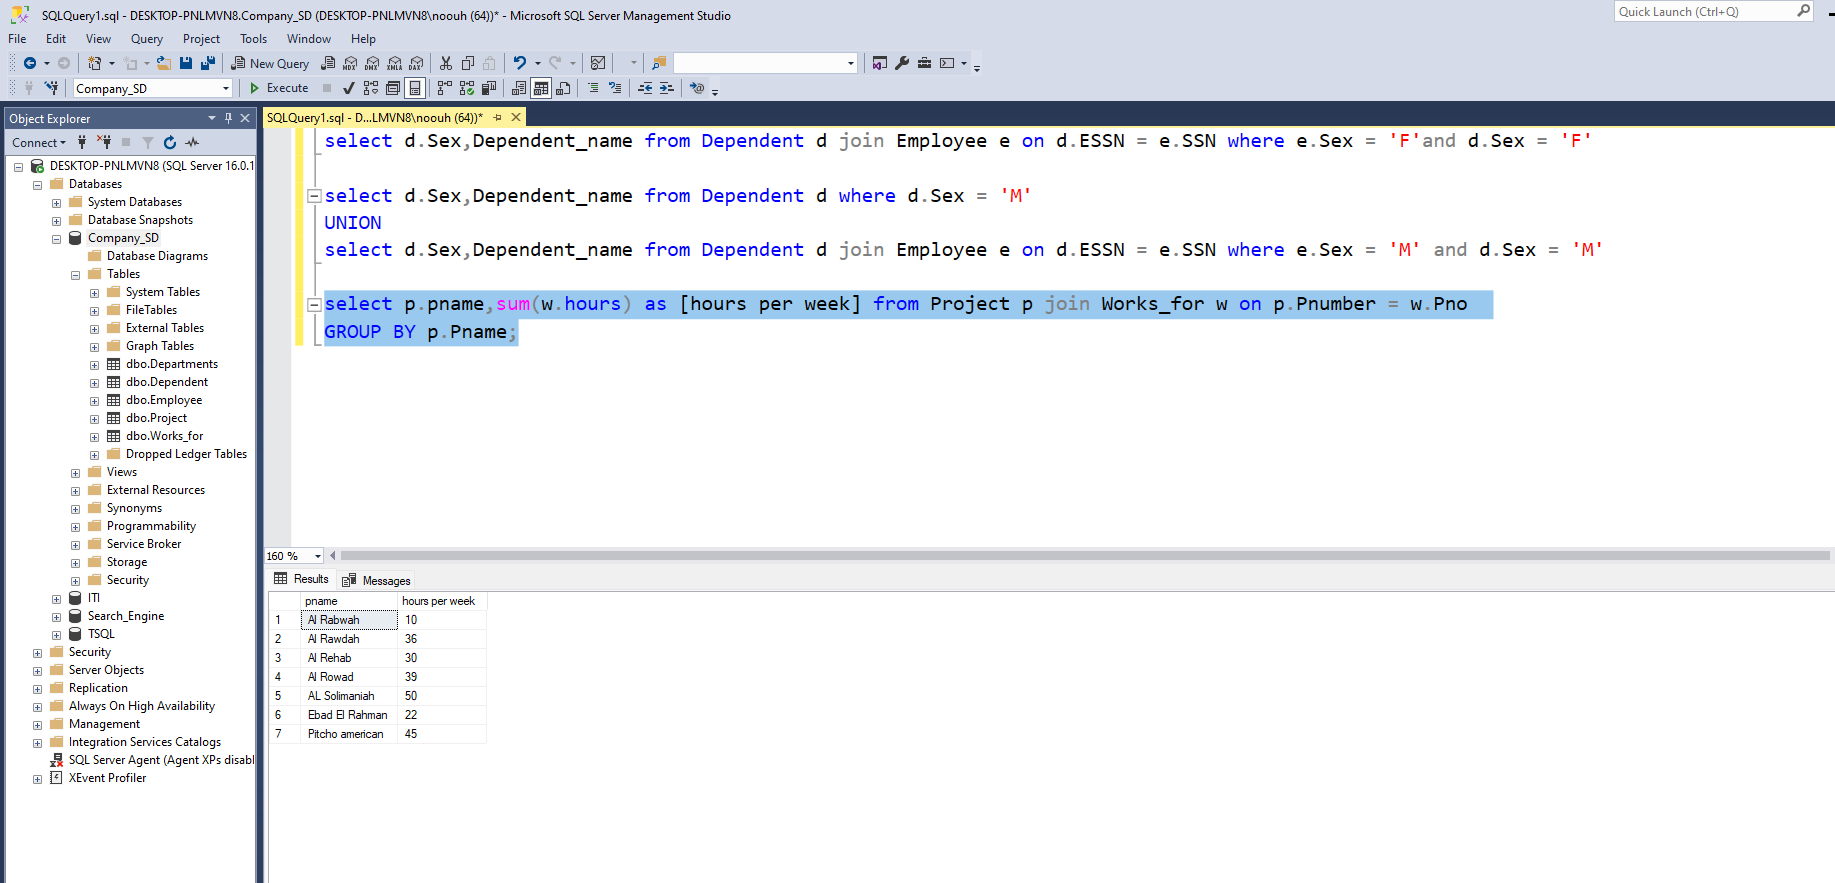 SQLQuery1.sql - DESKTOP-PNLMVN8.Company_SD (DESKTOP-PNLMVN8\noouh (64))* - Microsoft SQL Server Management Studio
Quick Launch (Ctrl+Q)
File Edit View Query Project Tools Window Help
New Query MDX DMX XMLA DAX
Company_SD Execute
Object Explorer
Connect
DESKTOP-PNLMVN8 (SQL Server 16.0.1
Databases
System Databases
Database Snapshots
Company_SD
Database Diagrams
Tables
System Tables
FileTables
External Tables
Graph Tables
dbo.Departments
dbo.Dependent
dbo.Employee
dbo.Project
dbo.Works_for
Dropped Ledger Tables
Views
External Resources
Synonyms
Programmability
Service Broker
Storage
Security
ITI
Search_Engine
TSQL
Security
Server Objects
Replication
Always On High Availability
Management
Integration Services Catalogs
SQL Server Agent (Agent XPs disabl
XEvent Profiler
SQLQuery1.sql - D...LMVN8\noouh (64))*
select d.Sex,Dependent_name from Dependent d join Employee e on d.ESSN = e.SSN where e.Sex = 'F'and d.Sex = 'F'
select d.Sex,Dependent_name from Dependent d where d.Sex = 'M'
UNION
select d.Sex,Dependent_name from Dependent d join Employee e on d.ESSN = e.SSN where e.Sex = 'M' and d.Sex = 'M'
select p.pname,sum(w.hours) as [hours per week] from Project p join Works_for w on p.Pnumber = w.Pno
GROUP BY p.Pname;
160 %
Results Messages
pname hours per week
1 Al Rabwah 10
2 Al Rawdah 36
3 Al Rehab 30
4 Al Rowad 39
5 AL Solimaniah 50
6 Ebad El Rahman 22
7 Pitcho american 45